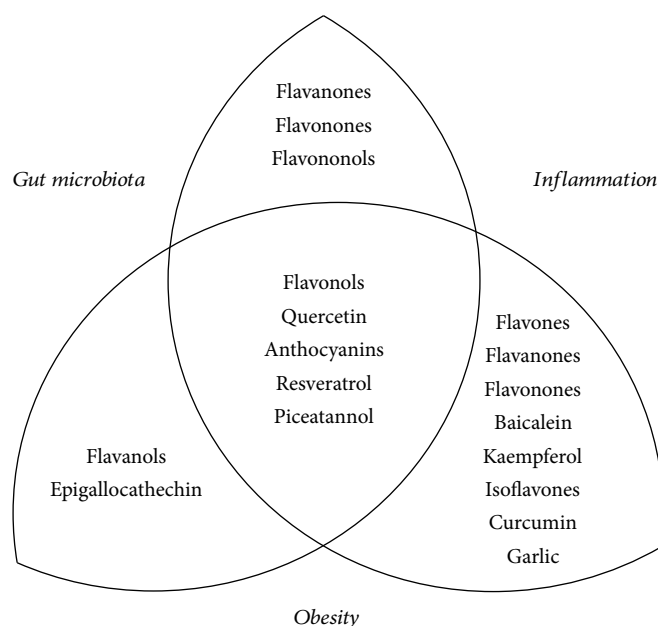 Flavanones
Flavonones
Flavononols
Gut microbiota
Inflammation
Flavonols
Quercetin
Anthocyanins
Resveratrol
Piceatannol
Flavones
Flavanones
Flavonones
Baicalein
Kaempferol
Isoflavones
Curcumin
Garlic
Flavanols
Epigallocathechin
Obesity